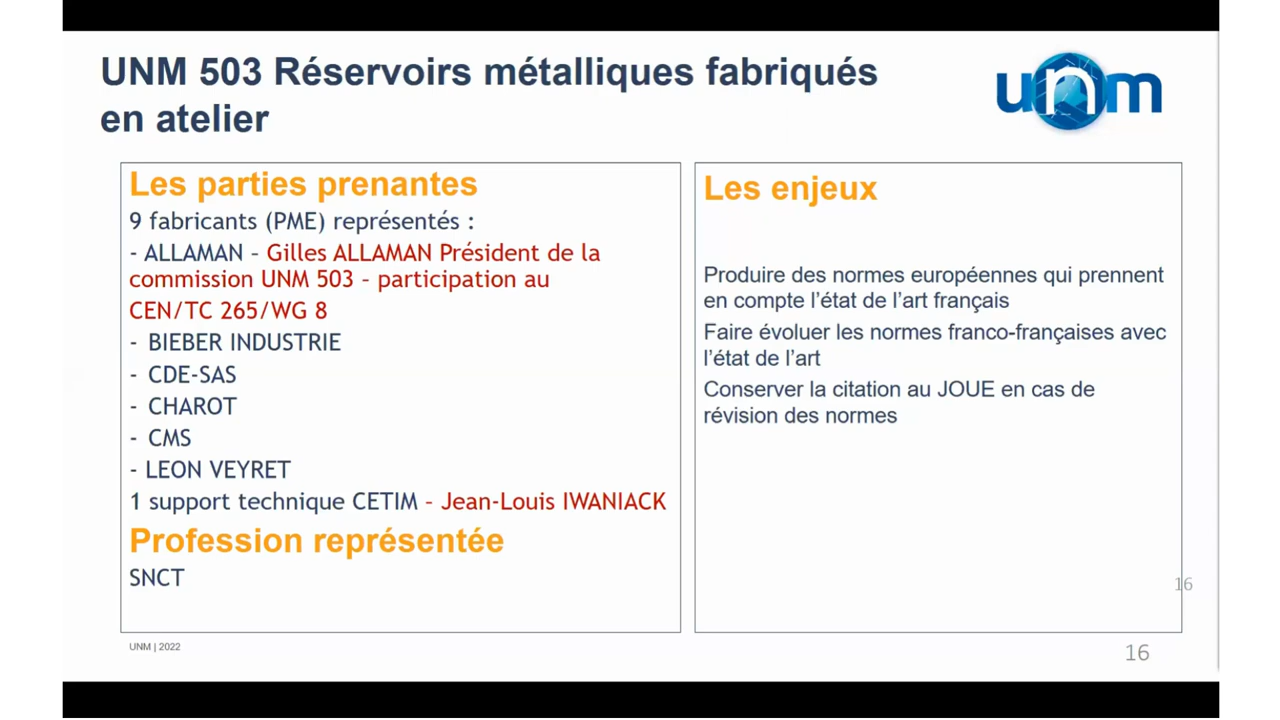 UNM 503 Réservoirs métalliques fabriqués
en atelier
unm
Les parties prenantes
9 fabricants (PME) représentés :
- ALLAMAN – Gilles ALLAMAN Président de la
commission UNM 503 – participation au
CEN/TC 265/WG 8
- BIEBER INDUSTRIE
- CDE-SAS
- CHAROT
- CMS
- LEON VEYRET
1 support technique CETIM – Jean-Louis IWANIACK
Profession représentée
SNCT
Les enjeux
Produire des normes européennes qui prennent
en compte l’état de l’art français
Faire évoluer les normes franco-françaises avec
l’état de l’art
Conserver la citation au JOUE en cas de
révision des normes
16
UNM | 2022
16